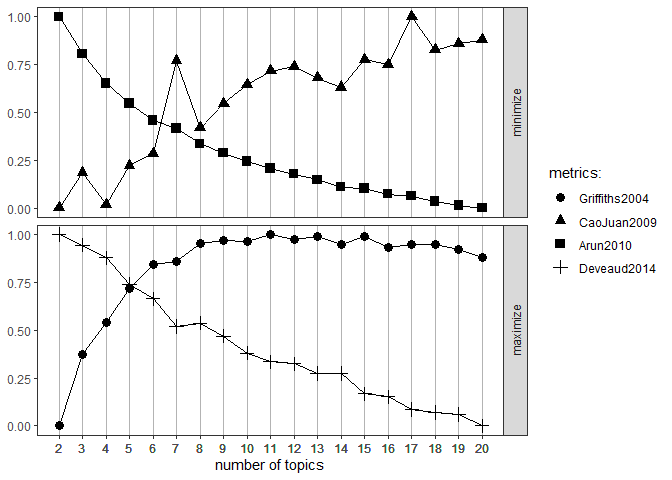 1.00
0.75
0.50
0.25
0.00
minimize
1.00
0.75
0.50
0.25
0.00
maximize
2 3 4 5 6 7 8 9 10 11 12 13 14 15 16 17 18 19 20
number of topics
metrics:
Griffiths2004
CaoJuan2009
Arun2010
Deveaud2014